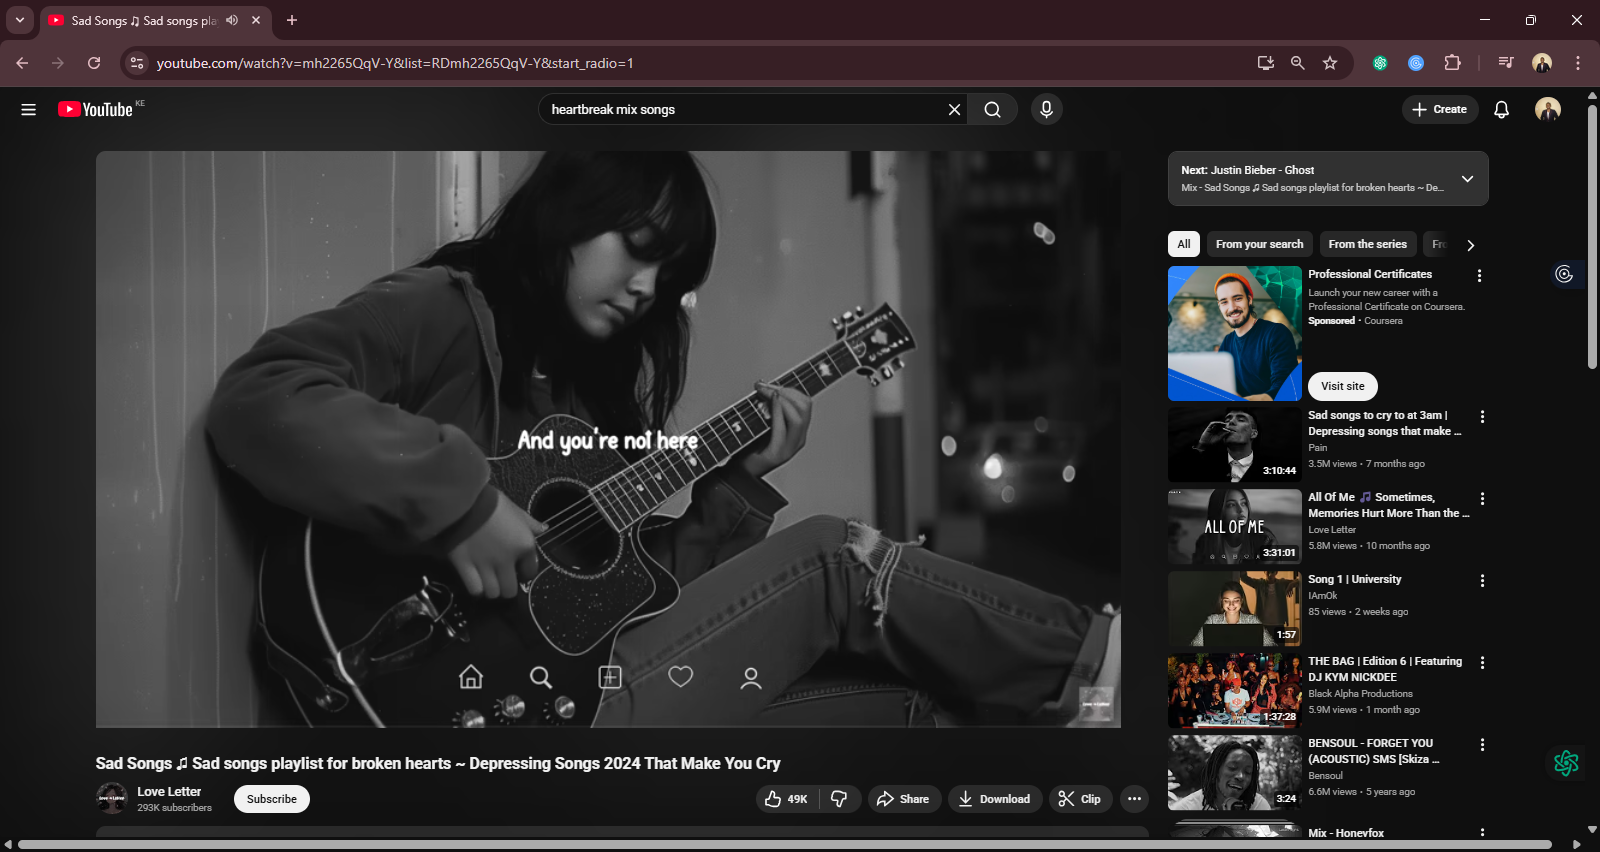 Sad Songs ♫ Sad songs pla
youtube.com/watch?v=mh2265QqV-Y&list=RDmh2265QqV-Y&start_radio=1
YouTube KE
heartbreak mix songs
Create
And you're not here
Sad Songs ♫ Sad songs playlist for broken hearts ~ Depressing Songs 2024 That Make You Cry
Love Letter
293K subscribers
Subscribe
49K
Share
Download
Clip
Next: Justin Bieber - Ghost
Mix - Sad Songs ♫ Sad songs playlist for broken hearts ~ De...
All
From your search
From the series
Fro
Professional Certificates
Launch your new career with a
Professional Certificate on Coursera.
Sponsored • Coursera
Visit site
3:10:44
Sad songs to cry to at 3am |
Depressing songs that make ...
Pain
3.5M views • 7 months ago
ALL OF ME
3:31:01
All Of Me 🎵 Sometimes,
Memories Hurt More Than the ...
Love Letter
5.8M views • 10 months ago
1:57
Song 1 | University
IAmOk
85 views • 2 weeks ago
1:37:28
THE BAG | Edition 6 | Featuring
DJ KYM NICKDEE
Black Alpha Productions
5.9M views • 1 month ago
3:24
BENSOUL - FORGET YOU
(ACOUSTIC) SMS [Skiza ...
Bensoul
6.6M views • 5 years ago
Mix - Honeyfox